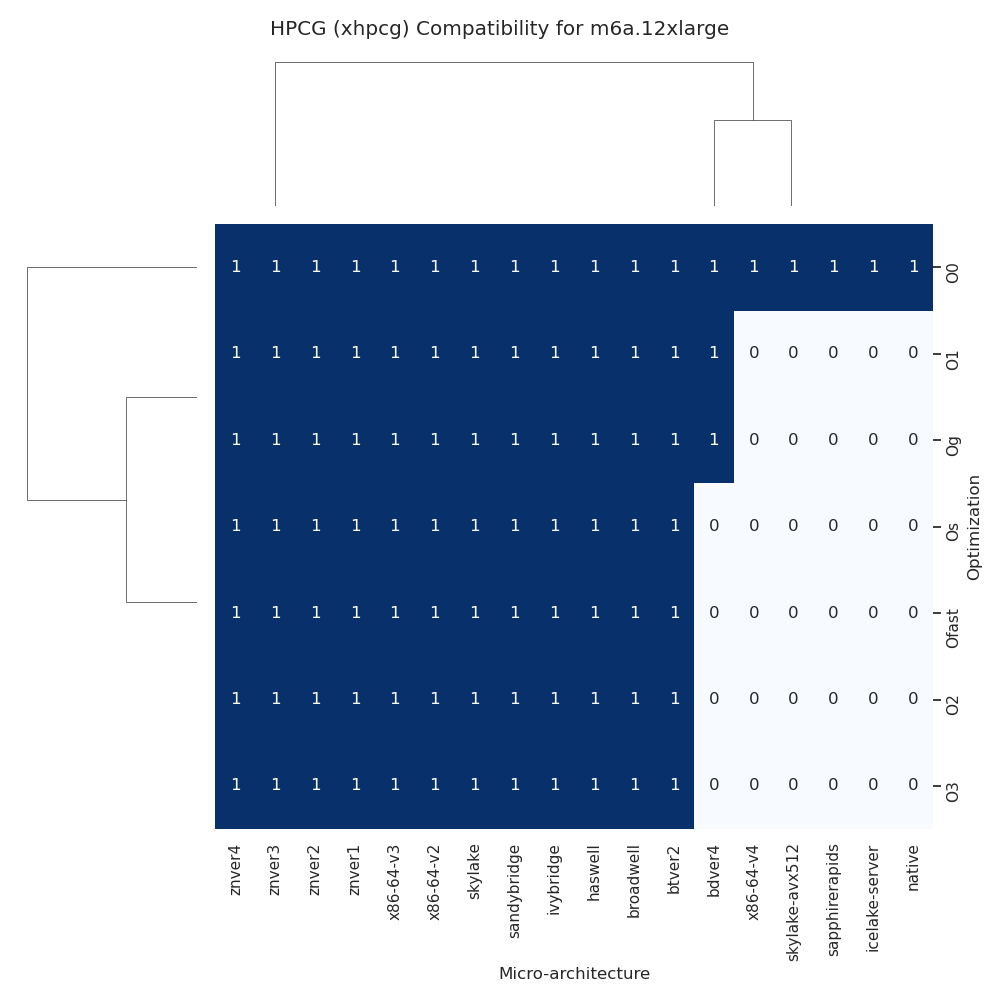 HPCG (xhpcg) Compatibility for m6a.12xlarge
1 1 1 1 1 1 1 1 1 1 1 1 1 1 1 1 1 1 O0
1 1 1 1 1 1 1 1 1 1 1 1 1 0 0 0 0 0 O1
1 1 1 1 1 1 1 1 1 1 1 1 1 0 0 0 0 0 Og
1 1 1 1 1 1 1 1 1 1 1 1 0 0 0 0 0 0 Os
1 1 1 1 1 1 1 1 1 1 1 1 0 0 0 0 0 0 Ofast
1 1 1 1 1 1 1 1 1 1 1 1 0 0 0 0 0 0 O2
1 1 1 1 1 1 1 1 1 1 1 1 0 0 0 0 0 0 O3
Optimization
znver4
znver3
znver2
znver1
x86-64-v3
x86-64-v2
skylake
sandybridge
ivybridge
haswell
broadwell
btver2
bdver4
x86-64-v4
skylake-avx512
sapphirerapids
icelake-server
native
Micro-architecture